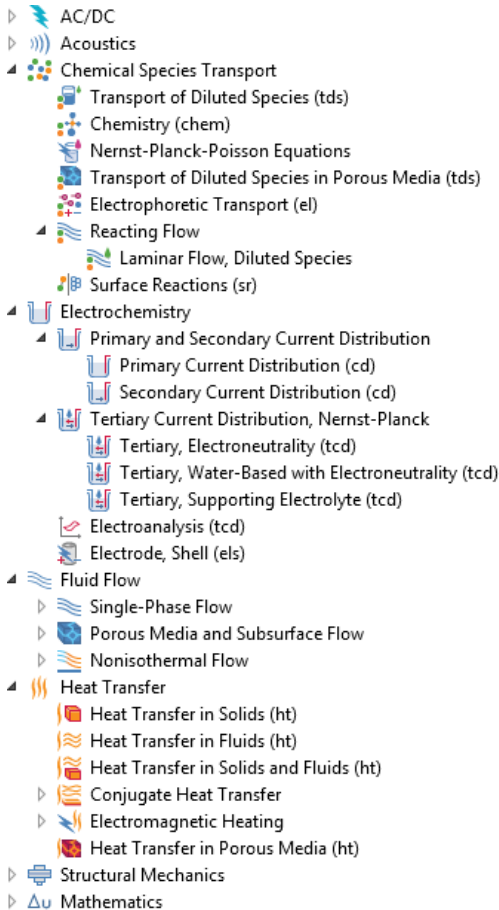 AC/DC
Acoustics
Chemical Species Transport
Transport of Diluted Species (tds)
Chemistry (chem)
Nernst-Planck-Poisson Equations
Transport of Diluted Species in Porous Media (tds)
Electrophoretic Transport (el)
Reacting Flow
Laminar Flow, Diluted Species
Surface Reactions (sr)
Electrochemistry
Primary and Secondary Current Distribution
Primary Current Distribution (cd)
Secondary Current Distribution (cd)
Tertiary Current Distribution, Nernst-Planck
Tertiary, Electroneutrality (tcd)
Tertiary, Water-Based with Electroneutrality (tcd)
Tertiary, Supporting Electrolyte (tcd)
Electroanalysis (tcd)
Electrode, Shell (els)
Fluid Flow
Single-Phase Flow
Porous Media and Subsurface Flow
Nonisothermal Flow
Heat Transfer
Heat Transfer in Solids (ht)
Heat Transfer in Fluids (ht)
Heat Transfer in Solids and Fluids (ht)
Conjugate Heat Transfer
Electromagnetic Heating
Heat Transfer in Porous Media (ht)
Structural Mechanics
Δu Mathematics